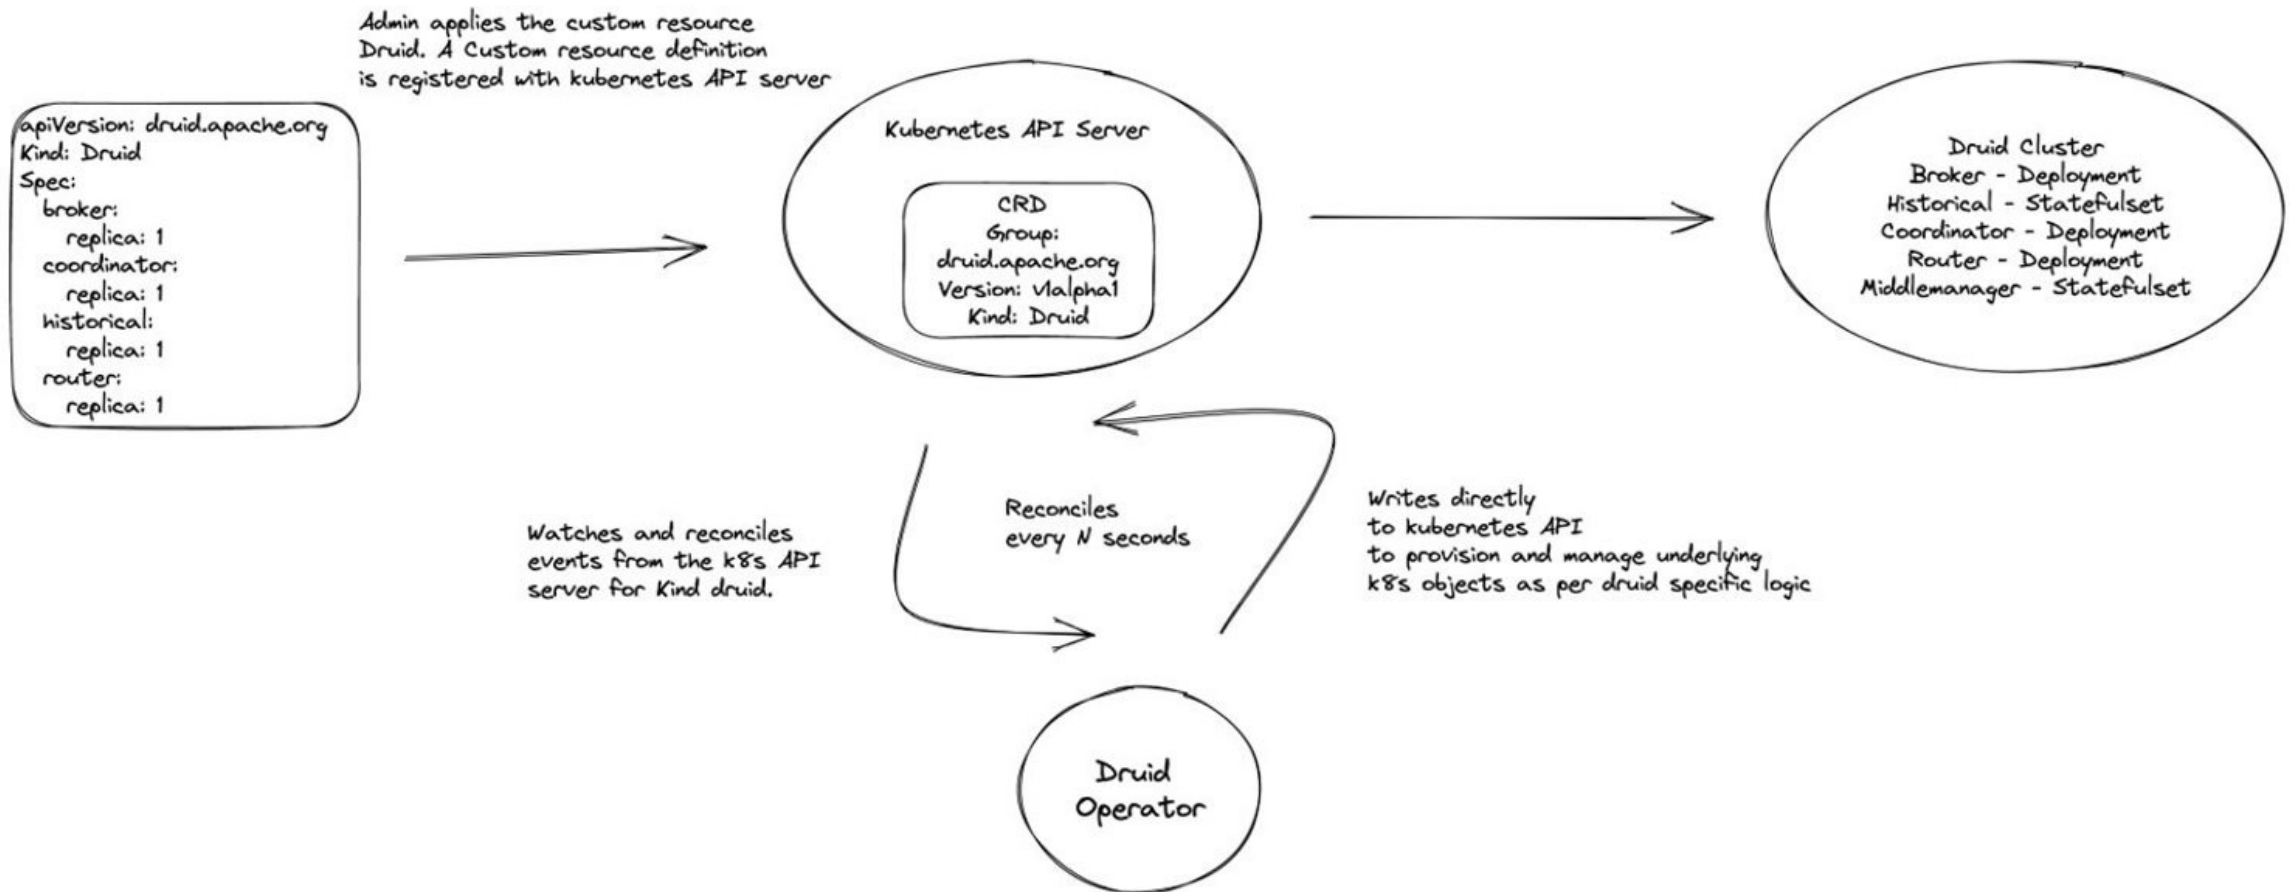 Admin applies the custom resource
Druid. A Custom resource definition
is registered with kubernetes API server
apiVersion: druid.apache.org
Kind: Druid
Spec:
broker:
replica: 1
coordinator:
replica: 1
historical:
replica: 1
router:
replica: 1
Kubernetes API Server
CRD
Group:
druid.apache.org
Version: v1alpha1
Kind: Druid
Druid Cluster
Broker - Deployment
Historical - Statefulset
Coordinator - Deployment
Router - Deployment
Middlemanager - Statefulset
Watches and reconciles
events from the k8s API
server for Kind druid.
Reconciles
every N seconds
Writes directly
to kubernetes API
to provision and manage underlying
k8s objects as per druid specific logic
Druid
Operator